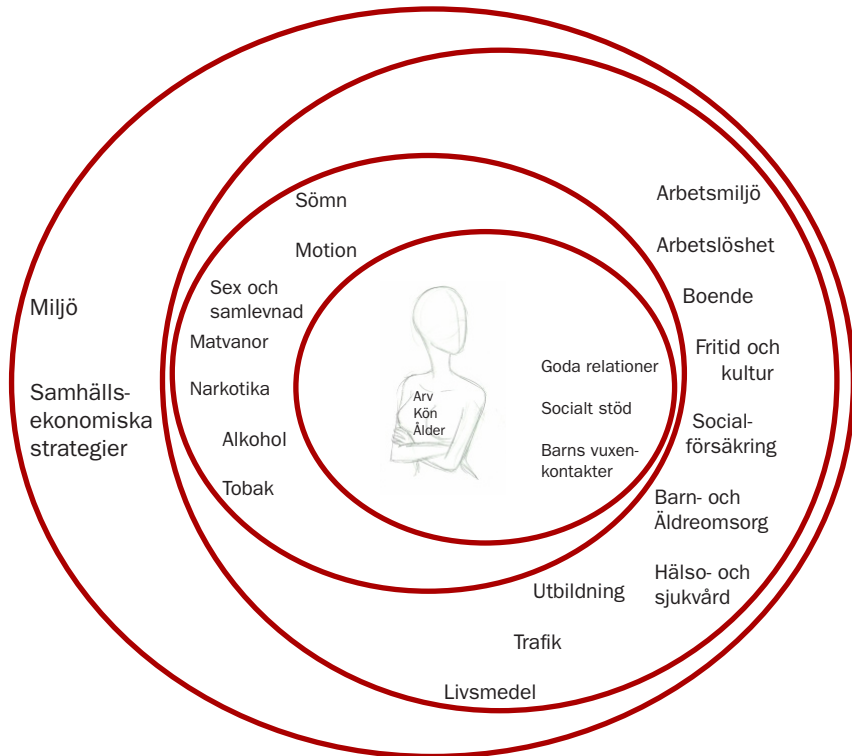 Miljö
Samhälls-
ekonomiska
strategier
Sömn
Motion
Sex och
samlevnad
Matvanor
Narkotika
Alkohol
Tobak
Arv
Kön
Ålder
Goda relationer
Socialt stöd
Barns vuxen-
kontakter
Arbetsmiljö
Arbetslöshet
Boende
Fritid och
kultur
Social-
försäkring
Barn- och
Äldreomsorg
Hälso- och
sjukvård
Utbildning
Trafik
Livsmedel